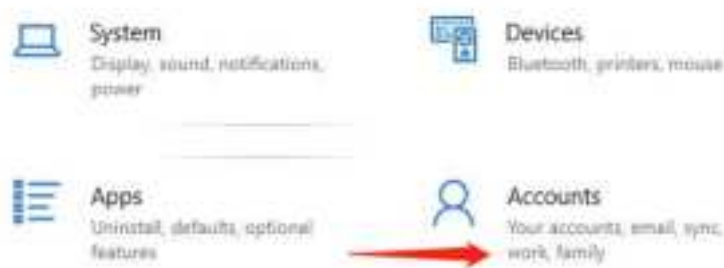 System
Display, sound, notifications,
power
Devices
Bluetooth, printers, mouse
Apps
Uninstall, defaults, optional
features
Accounts
Your accounts, email, sync,
work, family